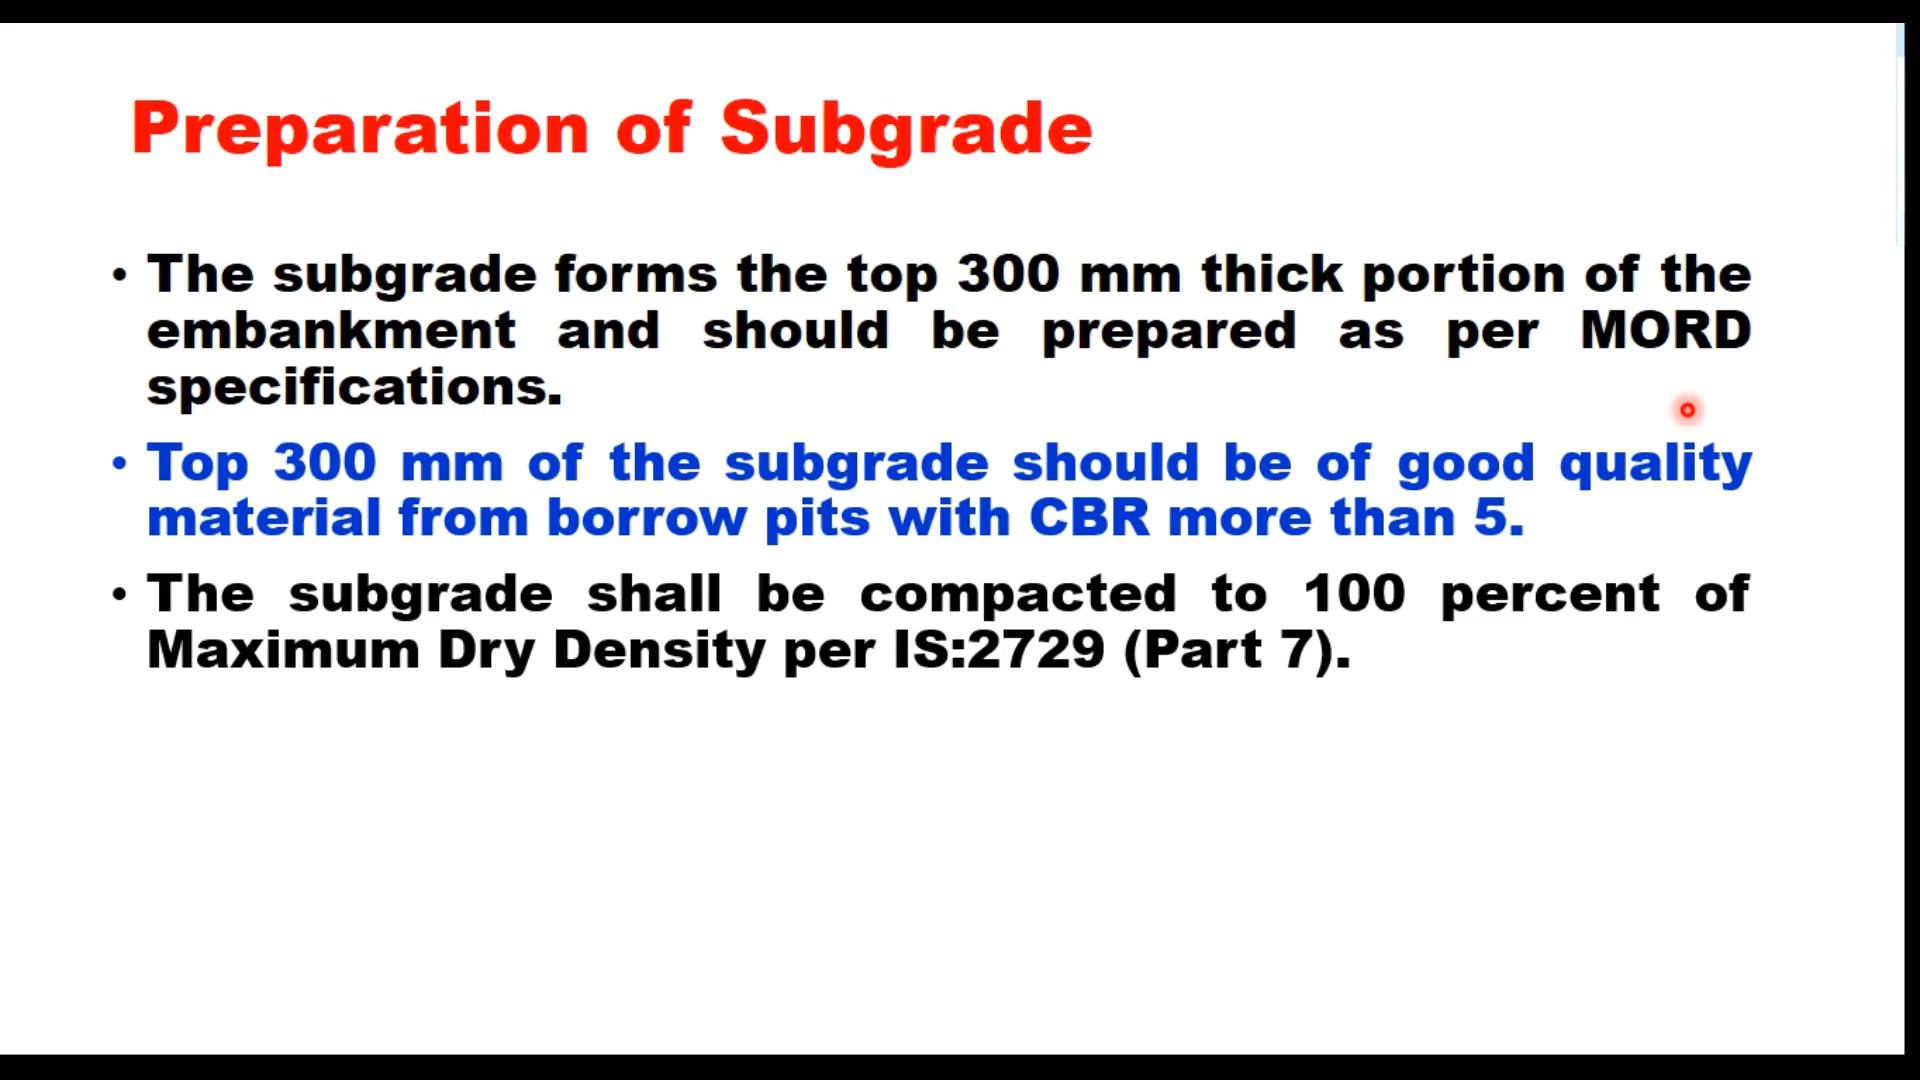 Preparation of Subgrade
• The subgrade forms the top 300 mm thick portion of the
embankment and should be prepared as per MORD
specifications.
• Top 300 mm of the subgrade should be of good quality
material from borrow pits with CBR more than 5.
• The subgrade shall be compacted to 100 percent of
Maximum Dry Density per IS:2729 (Part 7).